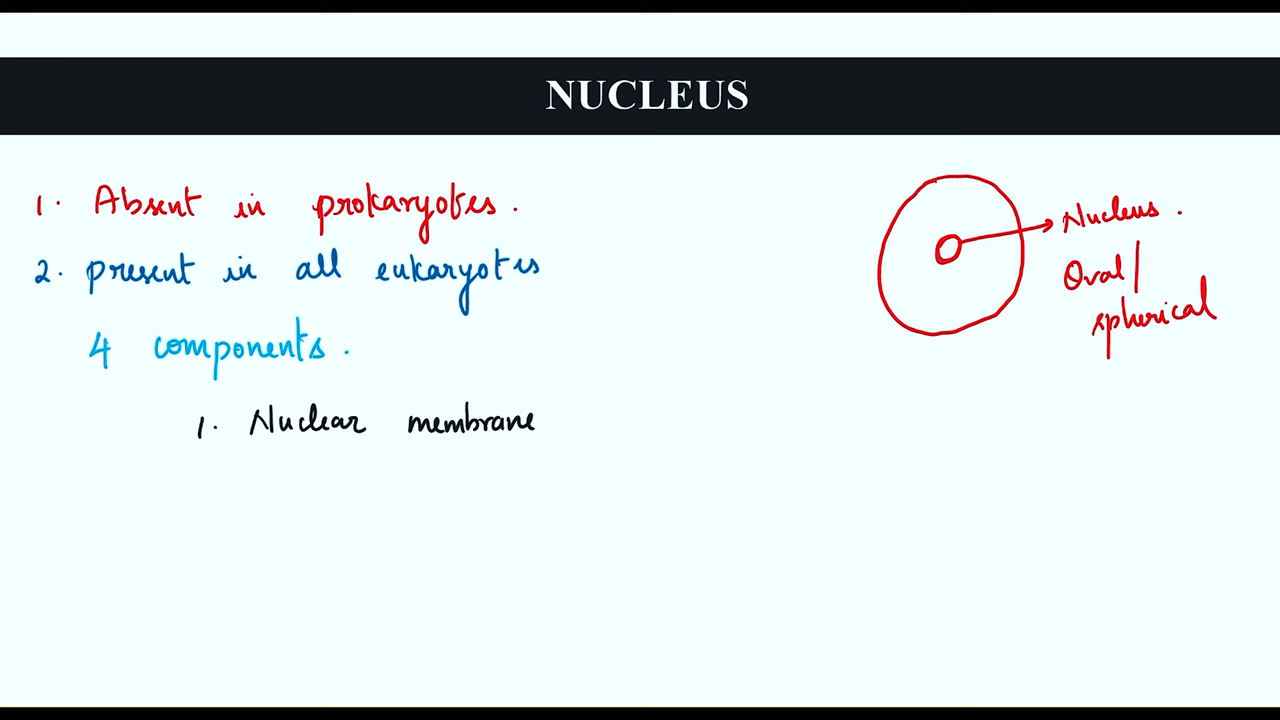 NUCLEUS
1. Absent in prokaryotes.
2. present in all eukaryotes
4 components.
1. Nuclear membrane
Nucleus.
Oval/
spherical